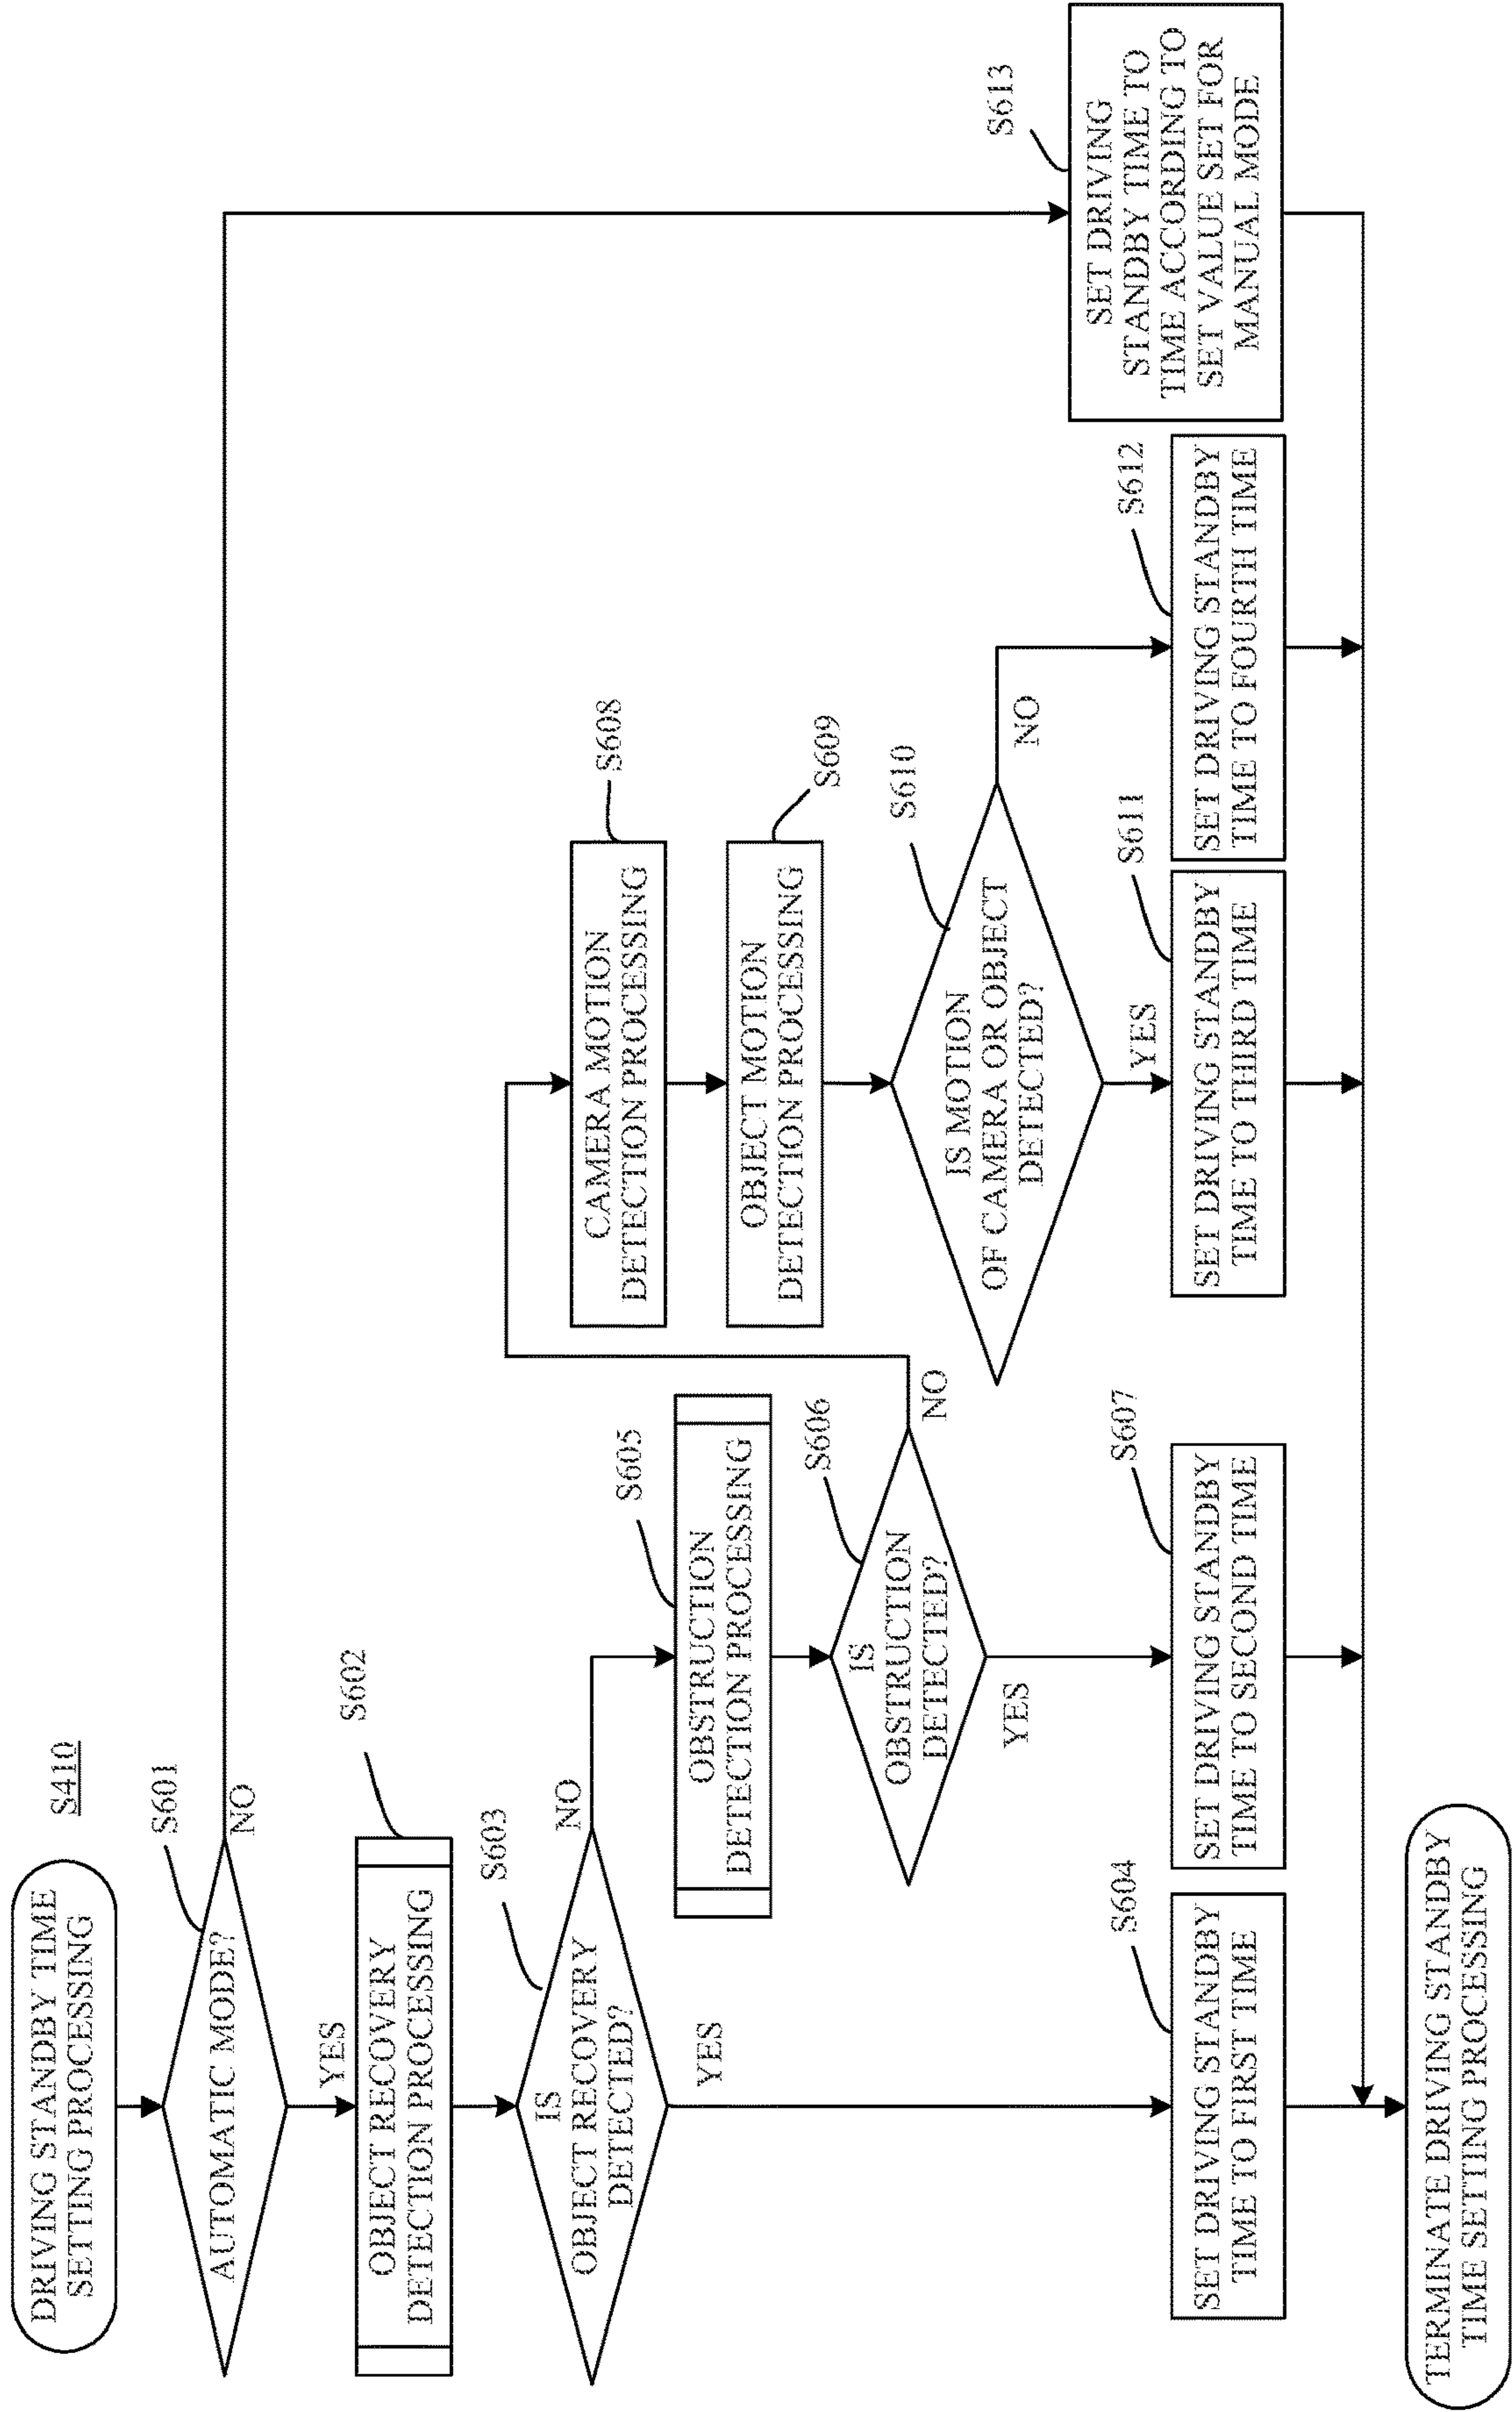 S410
DRIVING STANDBY TIME
SETTING PROCESSING
S601
AUTOMATIC MODE?
NO
YES
S602
OBJECT RECOVERY
DETECTION PROCESSING
S603
IS
OBJECT RECOVERY
DETECTED?
NO
YES
S604
SET DRIVING STANDBY
TIME TO FIRST TIME
S605
OBSTRUCTION
DETECTION PROCESSING
S606
IS
OBSTRUCTION
DETECTED?
NO
YES
S607
SET DRIVING STANDBY
TIME TO SECOND TIME
S608
CAMERA MOTION
DETECTION PROCESSING
S609
OBJECT MOTION
DETECTION PROCESSING
S610
IS MOTION
OF CAMERA OR OBJECT
DETECTED?
NO
YES
S611
SET DRIVING STANDBY
TIME TO THIRD TIME
S612
SET DRIVING STANDBY
TIME TO FOURTH TIME
S613
SET DRIVING
STANDBY TIME TO
TIME ACCORDING TO
SET VALUE SET FOR
MANUAL MODE
TERMINATE DRIVING STANDBY
TIME SETTING PROCESSING